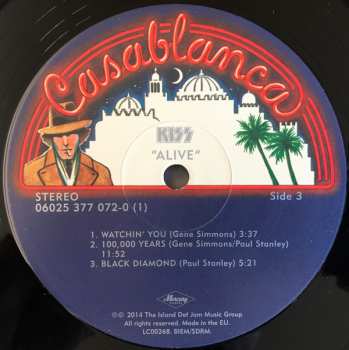 Casablanca
KISS
"ALIVE"
STEREO
Side 3
06025 377 072-0 (1)
1. WATCHIN' YOU (Gene Simmons) 3:37
2. 100,000 YEARS (Gene Simmons/Paul Stanley)
11:52
3. BLACK DIAMOND (Paul Stanley) 5:21
Mercury
℗© 2014 The Island Def Jam Music Group
All rights reserved. Made in the EU.
LC00268. BIEM/SDRM.